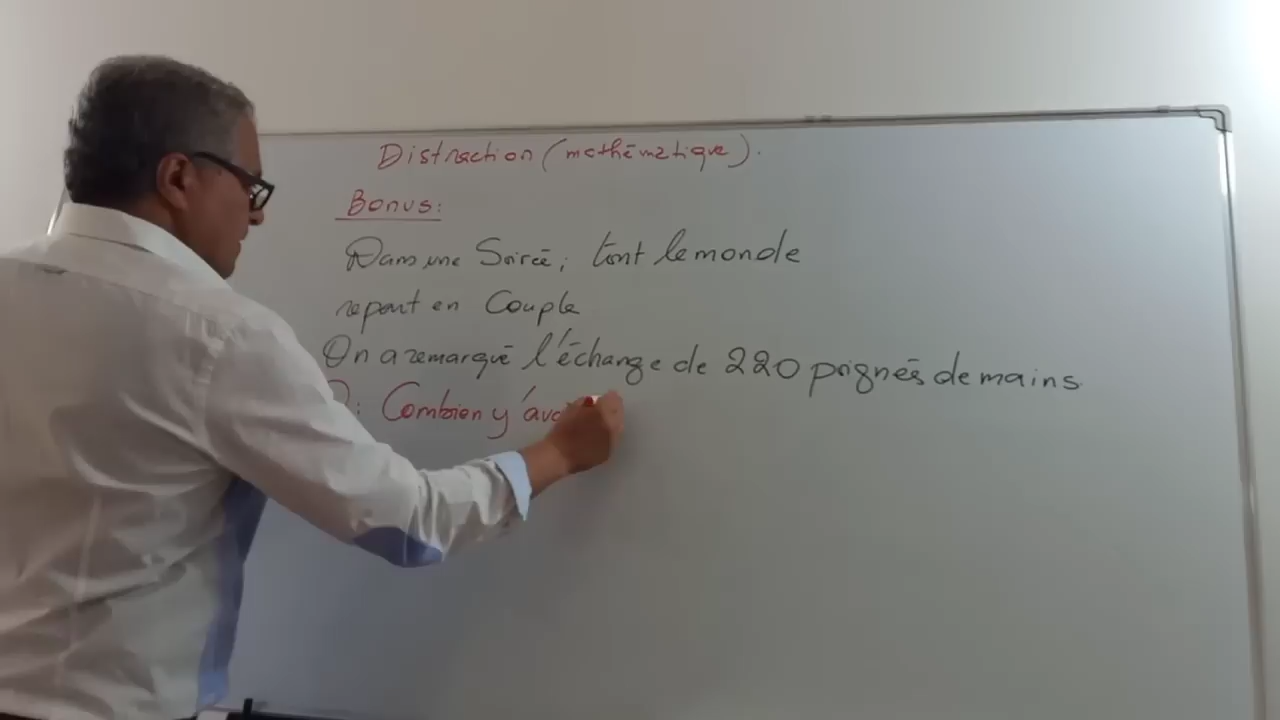 Distraction (mathématique).
Bonus:
Dans une Soirée, tout le monde
repart en Couple
On a remarqué l'échange de 220 poignés de mains
Combien y'ava